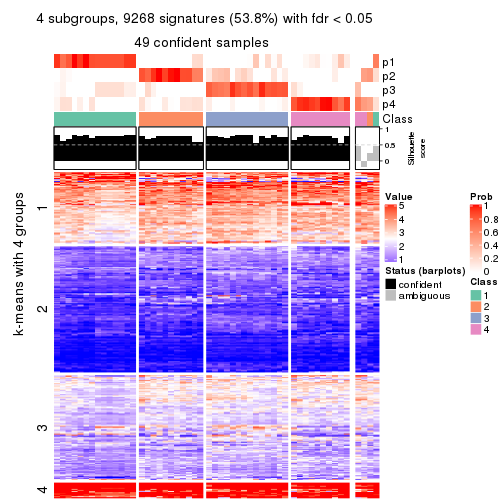 4 subgroups, 9268 signatures (53.8%) with fdr < 0.05
49 confident samples
p1
p2
p3
p4
Class
1
0.5
0
Silhouette
score
k-means with 4 groups
1
2
3
4
Value
5
4
3
2
1
Status (barplots)
confident
ambiguous
Prob
1
0.8
0.6
0.4
0.2
0
Class
1
2
3
4